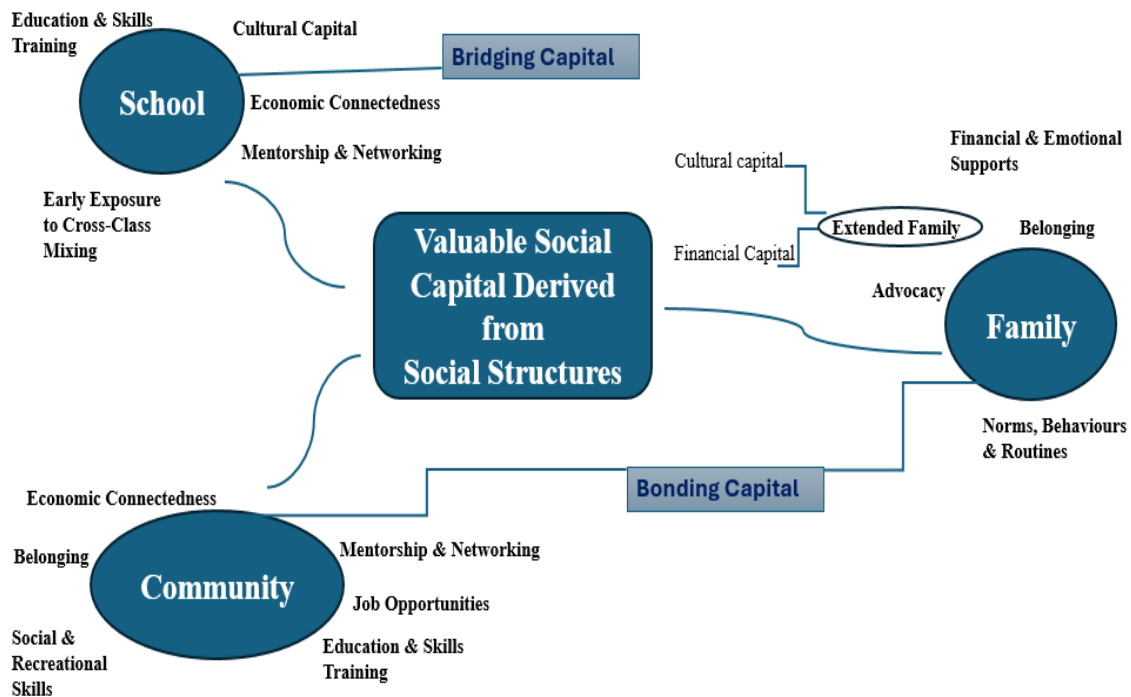 Education & Skills
Training
Cultural Capital
Bridging Capital
School
Economic Connectedness
Mentorship & Networking
Early Exposure
to Cross-Class
Mixing
Financial & Emotional
Supports
Cultural capital
Extended Family
Belonging
Financial Capital
Advocacy
Family
Norms, Behaviours
& Routines
Valuable Social
Capital Derived
from
Social Structures
Bonding Capital
Economic Connectedness
Belonging
Mentorship & Networking
Community
Job Opportunities
Social &
Recreational
Skills
Education & Skills
Training